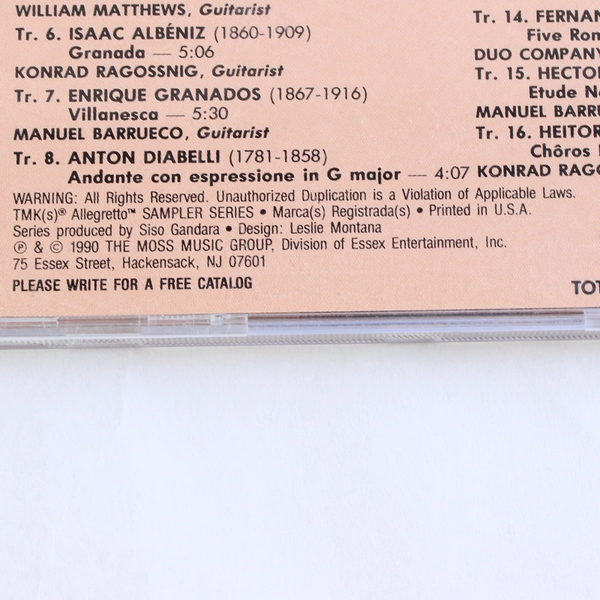 WILLIAM MATTHEWS, Guitarist
Tr. 6. ISAAC ALBÉNIZ (1860-1909)
Granada — 5:06
KONRAD RAGOSSNIG, Guitarist
Tr. 7. ENRIQUE GRANADOS (1867-1916)
Villanesca — 5:30
MANUEL BARRUECO, Guitarist
Tr. 8. ANTON DIABELLI (1781-1858)
Andante con espressione in G major — 4:07
WARNING: All Rights Reserved. Unauthorized Duplication is a Violation of Applicable Laws.
TMK(s)® Allegretto™ SAMPLER SERIES • Marca(s) Registrada(s) • Printed in U.S.A.
Series produced by Siso Gandara • Design: Leslie Montana
℗ & © 1990 THE MOSS MUSIC GROUP, Division of Essex Entertainment, Inc.
75 Essex Street, Hackensack, NJ 07601
PLEASE WRITE FOR A FREE CATALOG
Tr. 14. FERNAN
Five Rom
DUO COMPANY
Tr. 15. HECTOR
Etude No
MANUEL BARRU
Tr. 16. HEITOR
Chôros
KONRAD RAGO
TOT